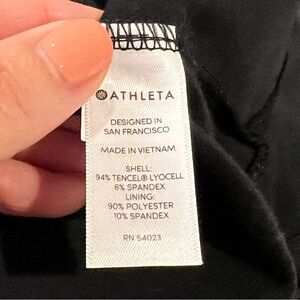 ATHLETA
DESIGNED IN
SAN FRANCISCO
MADE IN VIETNAM
SHELL:
94% TENCEL® LYOCELL
6% SPANDEX
LINING:
90% POLYESTER
10% SPANDEX
RN 54023